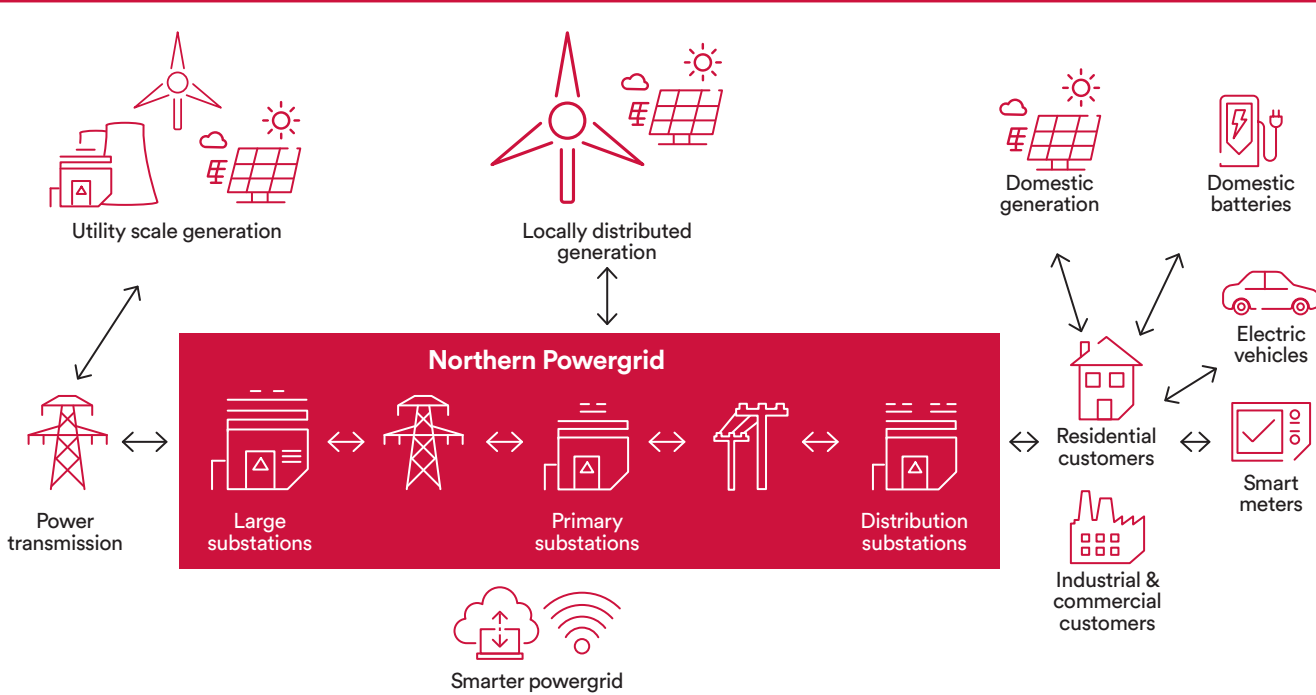 Utility scale generation
Locally distributed
generation
Domestic
generation
Domestic
batteries
Electric
vehicles
Northern Powergrid
Power
transmission
Large
substations
Primary
substations
Distribution
substations
Residential
customers
Smart
meters
Industrial &
commercial
customers
Smarter powergrid